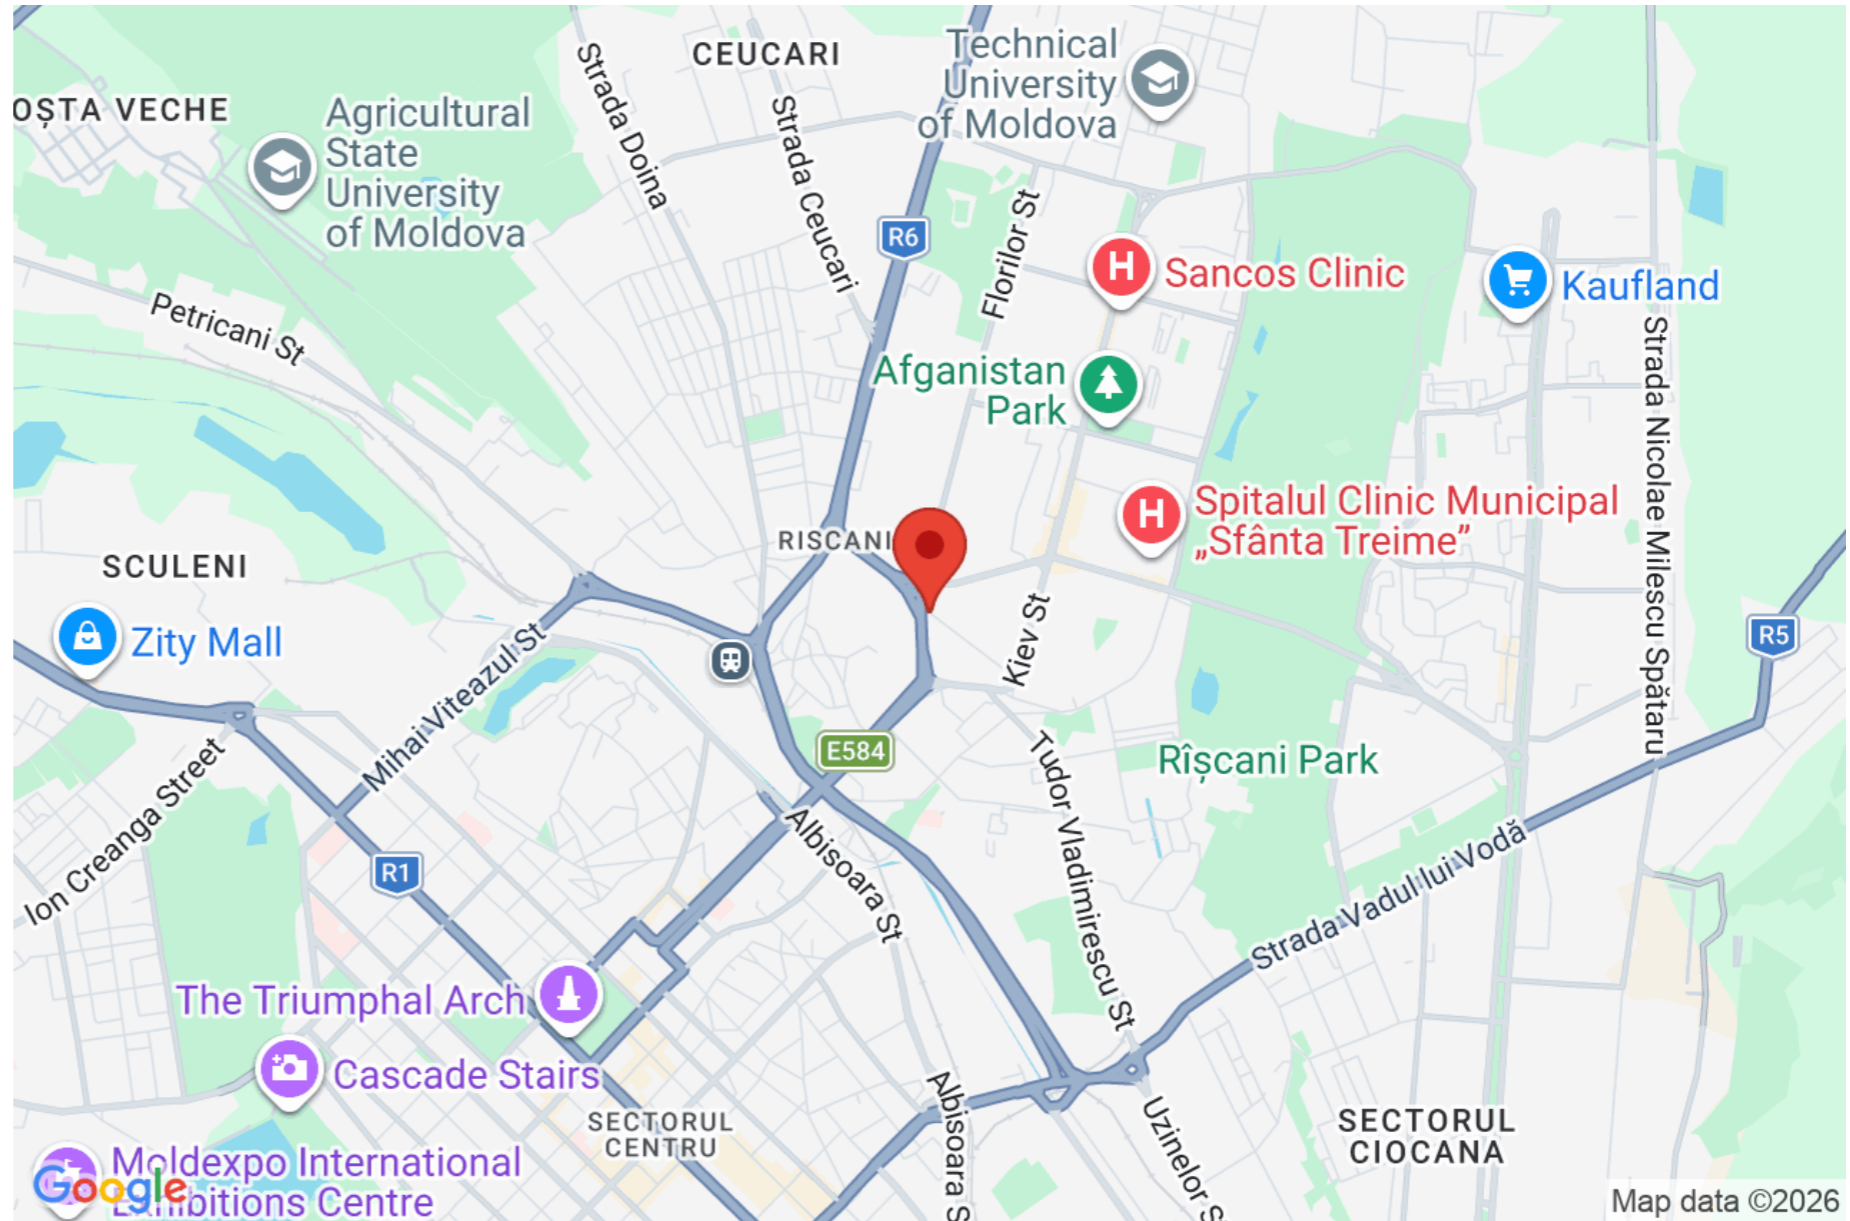 CEUCARI
Technical
University
of Moldova
OȘTA VECHE
Agricultural
State
University
of Moldova
Strada Doina
Strada Ceucari
R6
Florilor St
Sancos Clinic
Kaufland
Petricani St
Afganistan
Park
Strada Nicolae Milescu Spătaru
Spitalul Clinic Municipal
„Sfânta Treime”
RISCANI
SCULENI
Zity Mall
Mihai Viteazul St
Kiev St
R5
E584
Rîșcani Park
Ion Creanga Street
Tudor Vladimirescu St
R1
Albisoara St
Strada Vadul lui Vodă
The Triumphal Arch
Cascade Stairs
SECTORUL
CENTRU
Albisoara S
Uzinelor S
SECTORUL
CIOCANA
Moldexpo International
Exhibitions Centre
Google
Map data ©2026